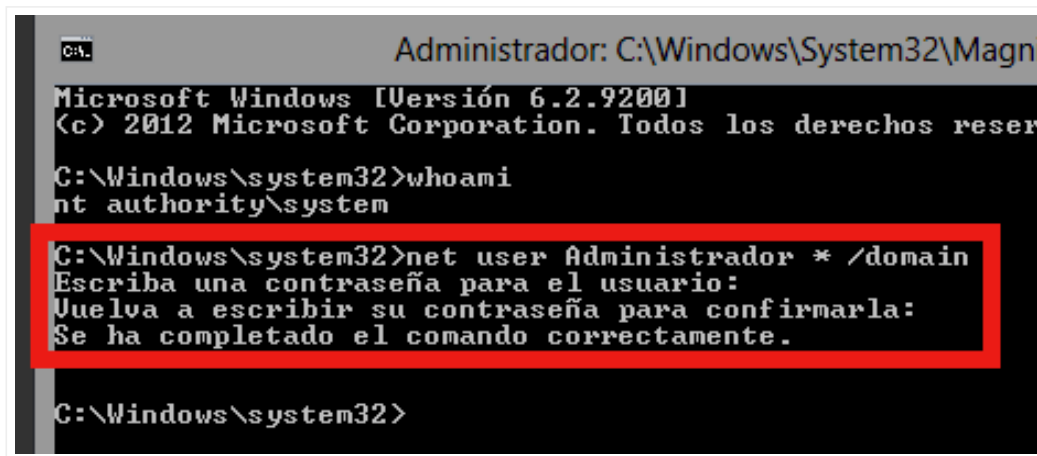 C:\.
Administrador: C:\Windows\System32\Magn
Microsoft Windows [Versión 6.2.9200]
(c) 2012 Microsoft Corporation. Todos los derechos reser
C:\Windows\system32>whoami
nt authority\system
C:\Windows\system32>net user Administrador * /domain
Escriba una contraseña para el usuario:
Vuelva a escribir su contraseña para confirmarla:
Se ha completado el comando correctamente.
C:\Windows\system32>